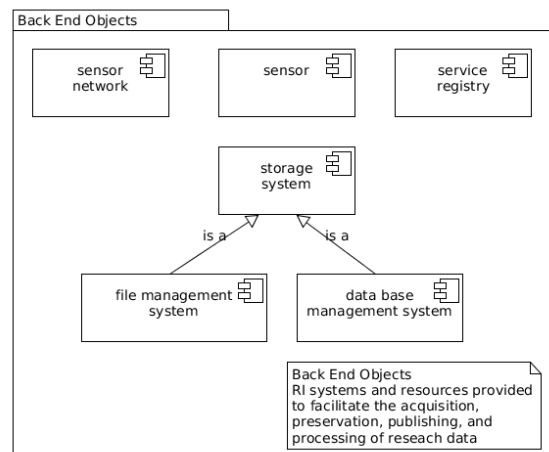 Back End Objects
sensor
network
sensor
service
registry
storage
system
is a
is a
file management
system
data base
management system
Back End Objects
RI systems and resources provided
to facilitate the acquisition,
preservation, publishing, and
processing of reseach data